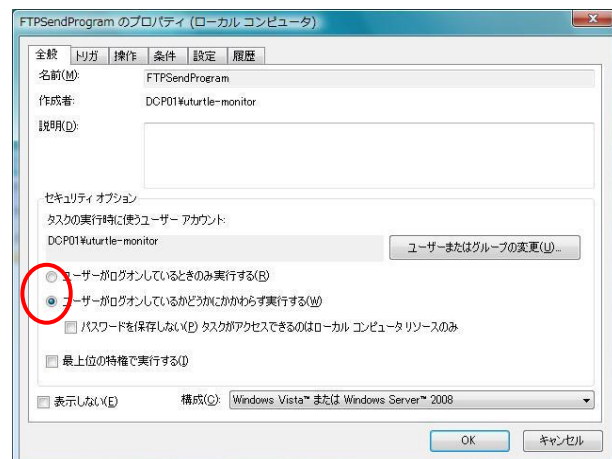 FTPSendProgram のプロパティ (ローカル コンピュータ)
全般 トリガ 操作 条件 設定 履歴
名前(M): FTPSendProgram
作成者: DCP01¥uturtle-monitor
説明(D):
セキュリティ オプション
タスクの実行時に使うユーザー アカウント:
DCP01¥uturtle-monitor ユーザーまたはグループの変更(U)...
ユーザーがログオンしているときのみ実行する(R)
ユーザーがログオンしているかどうかにかかわらず実行する(W)
パスワードを保存しない(P) タスクがアクセスできるのはローカル コンピュータ リソースのみ
最上位の特権で実行する(I)
表示しない(E) 構成(C): Windows Vista™ または Windows Server™ 2008
OK キャンセル